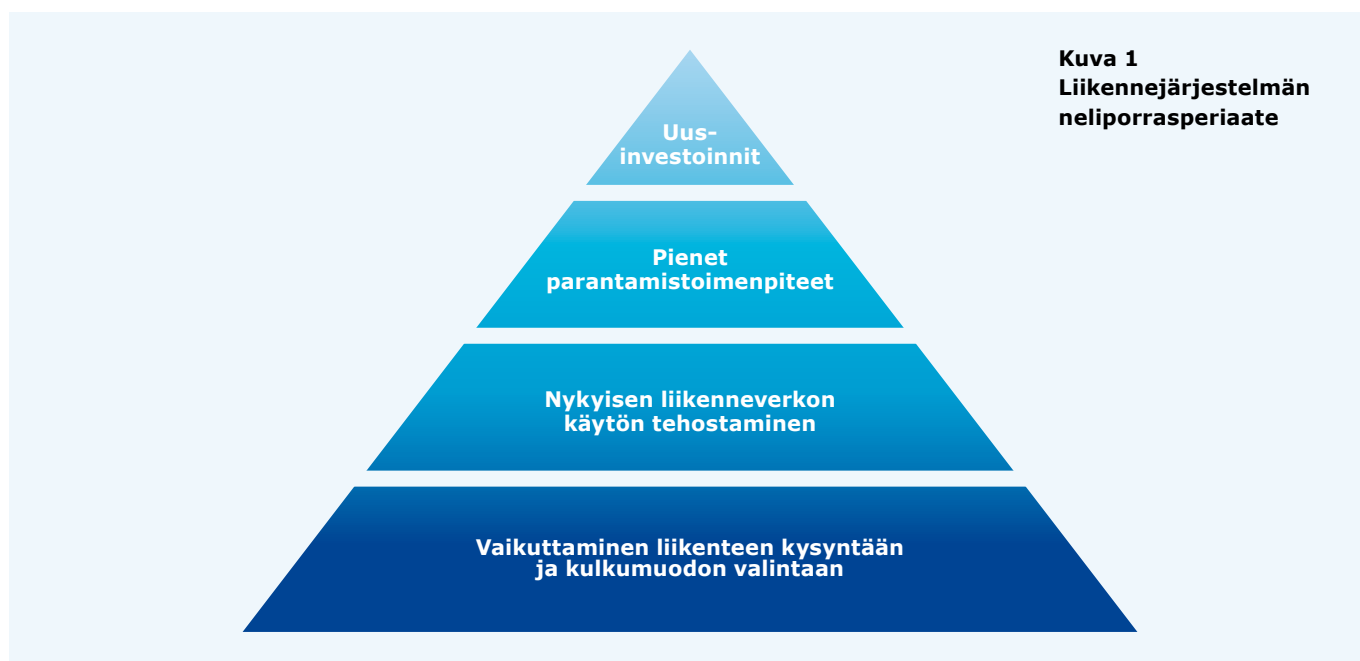 Kuva 1
Liikennejärjestelmän
neliporrasperiaate
Uus-
investoinnit
Pienet
parantamistoimenpiteet
Nykyisen liikenneverkon
käytön tehostaminen
Vaikuttaminen liikenteen kysyntään
ja kulkumuodon valintaan